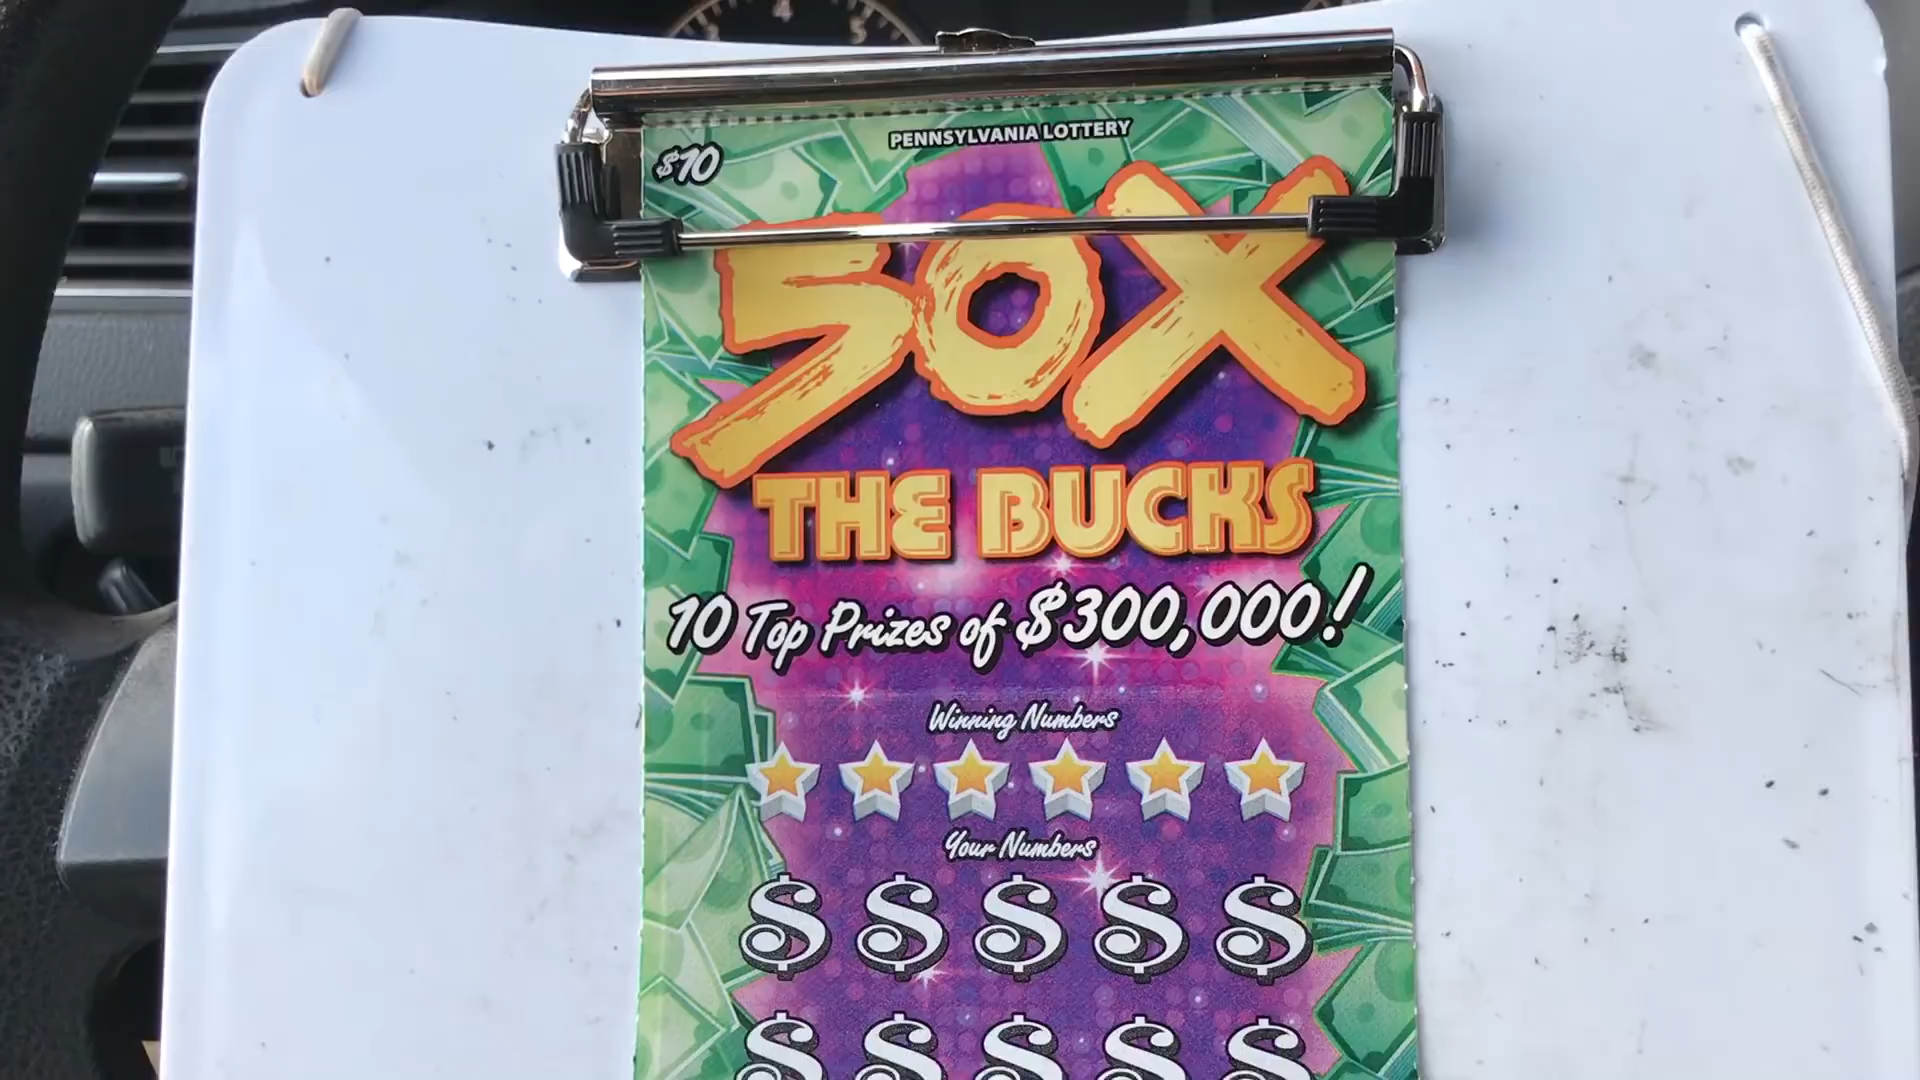 PENNSYLVANIA LOTTERY
$10
50X
THE BUCKS
10 Top Prizes of $300,000!
Winning Numbers
Your Numbers
$ $ $ $ $
$ $ $ $ $